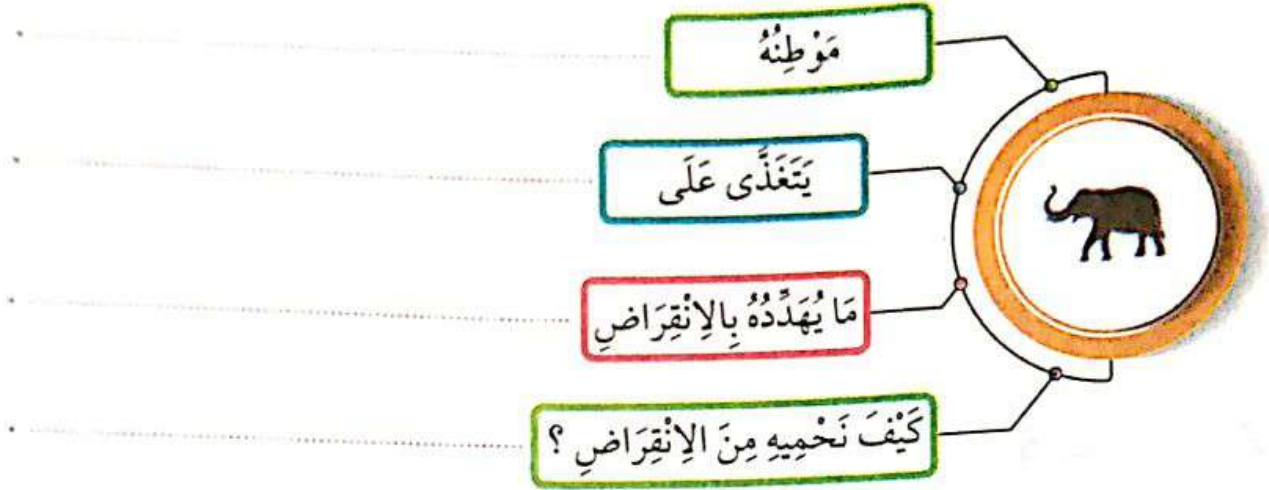 مَوْطِنُهُ
يَتَغَذَّى عَلَى
مَا يُهَدِّدُهُ بِالِانْقِرَاضِ
كَيْفَ نَحْمِيهِ مِنَ الِانْقِرَاضِ ؟